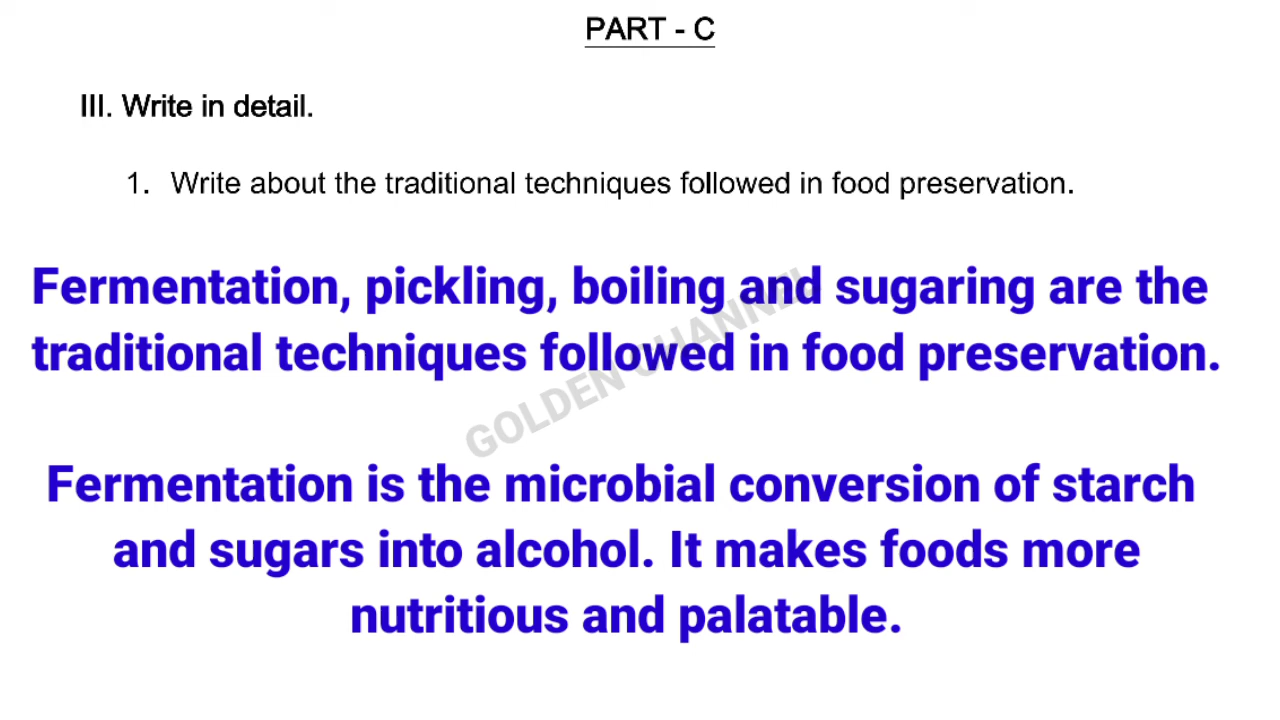 PART - C
III. Write in detail.
1. Write about the traditional techniques followed in food preservation.
Fermentation, pickling, boiling and sugaring are the
traditional techniques followed in food preservation.
GOLDEN CHANNEL
Fermentation is the microbial conversion of starch
and sugars into alcohol. It makes foods more
nutritious and palatable.